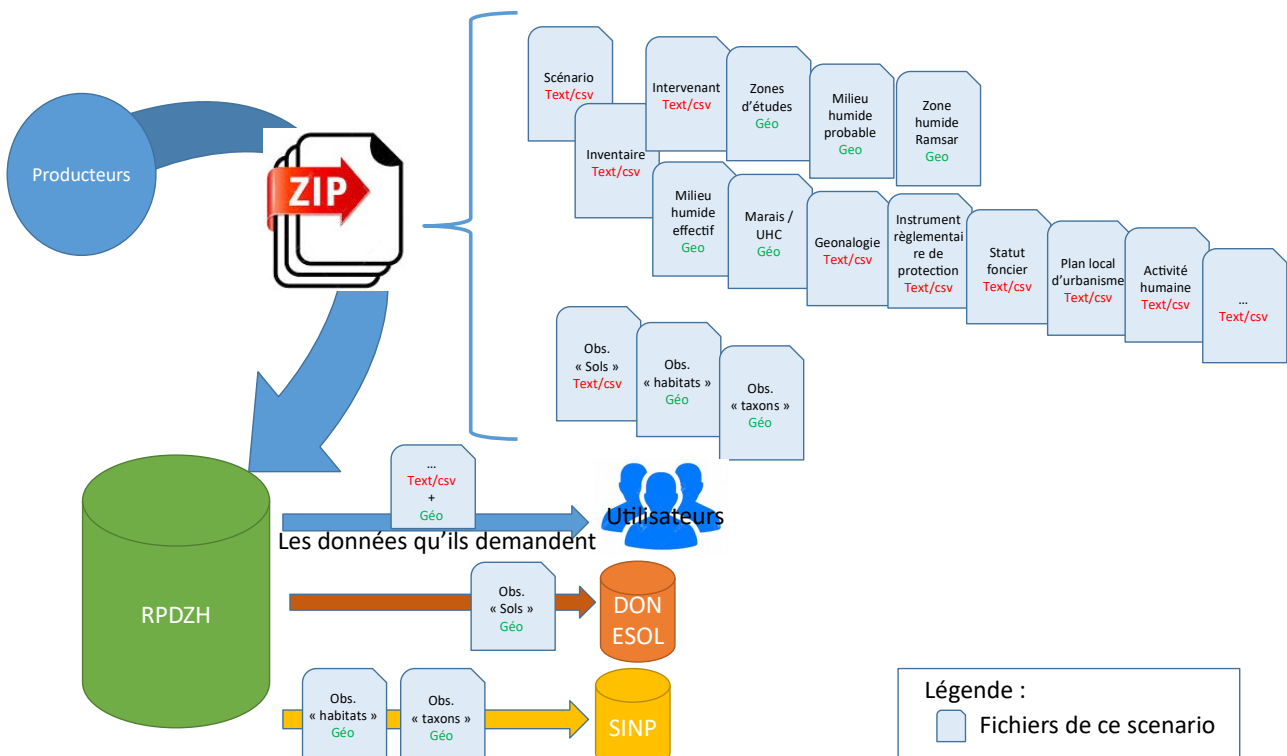 Producteurs
ZIP
Scénario
Text/csv
Intervenant
Text/csv
Zones
d'études
Géo
Milieu
humide
probable
Geo
Zone
humide
Ramsar
Geo
Inventaire
Text/csv
Milieu
humide
effectif
Geo
Marais /
UHC
Géo
Geonalogie
Text/csv
Instrument
règlementai
re de
protection
Text/csv
Statut
foncier
Text/csv
Plan local
d'urbanisme
Text/csv
Activité
humaine
Text/csv
...
Text/csv
Obs.
« Sols »
Text/csv
Obs.
« habitats »
Géo
Obs.
« taxons »
Géo
RPDZH
...
Text/csv
+
Géo
Utilisateurs
Les données qu'ils demandent
Obs.
« Sols »
Géo
DON
ESOL
Obs.
« habitats »
Géo
Obs.
« taxons »
Géo
SINP
Légende :
Fichiers de ce scenario